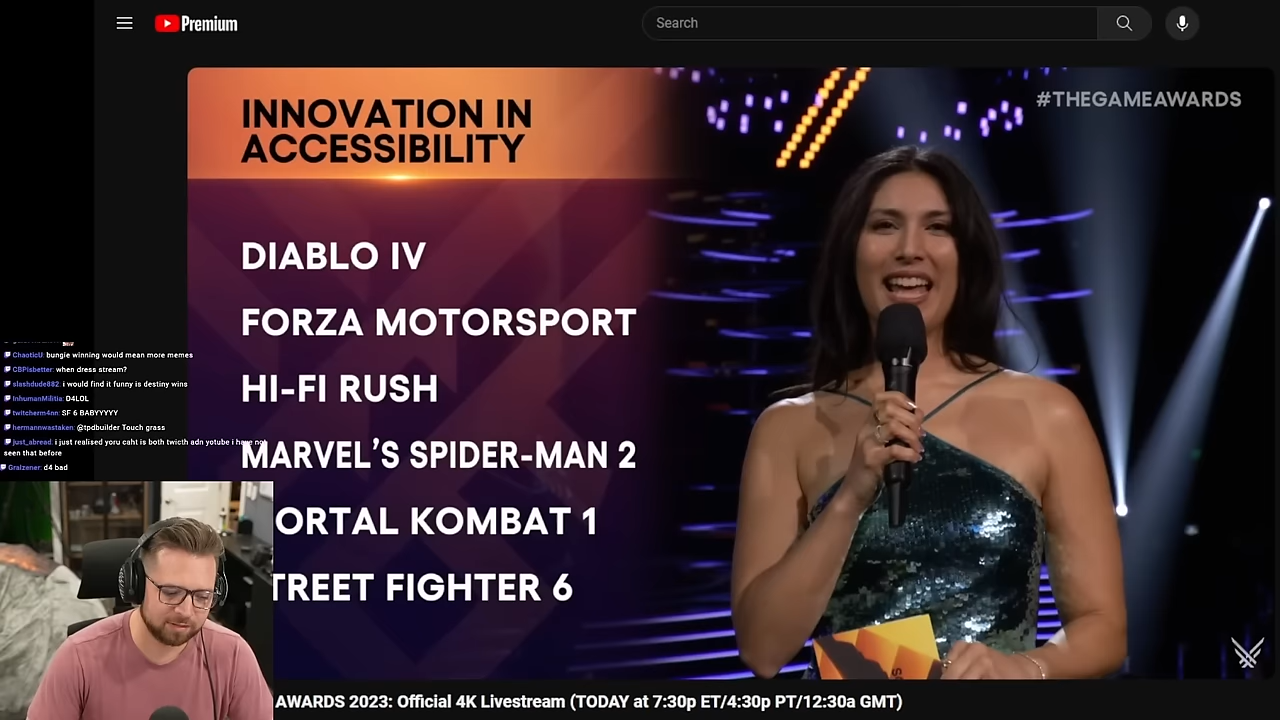 Premium
Search
INNOVATION IN
ACCESSIBILITY
#THEGAMEAWARDS
DIABLO IV
FORZA MOTORSPORT
HI-FI RUSH
MARVEL'S SPIDER-MAN 2
ORTAL KOMBAT 1
TREET FIGHTER 6
ChaoticU: bungie winning would mean more memes
CBPisbetter: when dress stream?
slashdude882: i would find it funny is destiny wins
InhumanMilitia: D4LOL
twitcherm4nn: SF 6 BABYYYYY
hermannwastaken: @tpdbuilder Touch grass
just_abread: i just realised yoru caht is both twicth adn yotube i have not
seen that before
Gralzener: d4 bad
AWARDS 2023: Official 4K Livestream (TODAY at 7:30p ET/4:30p PT/12:30a GMT)